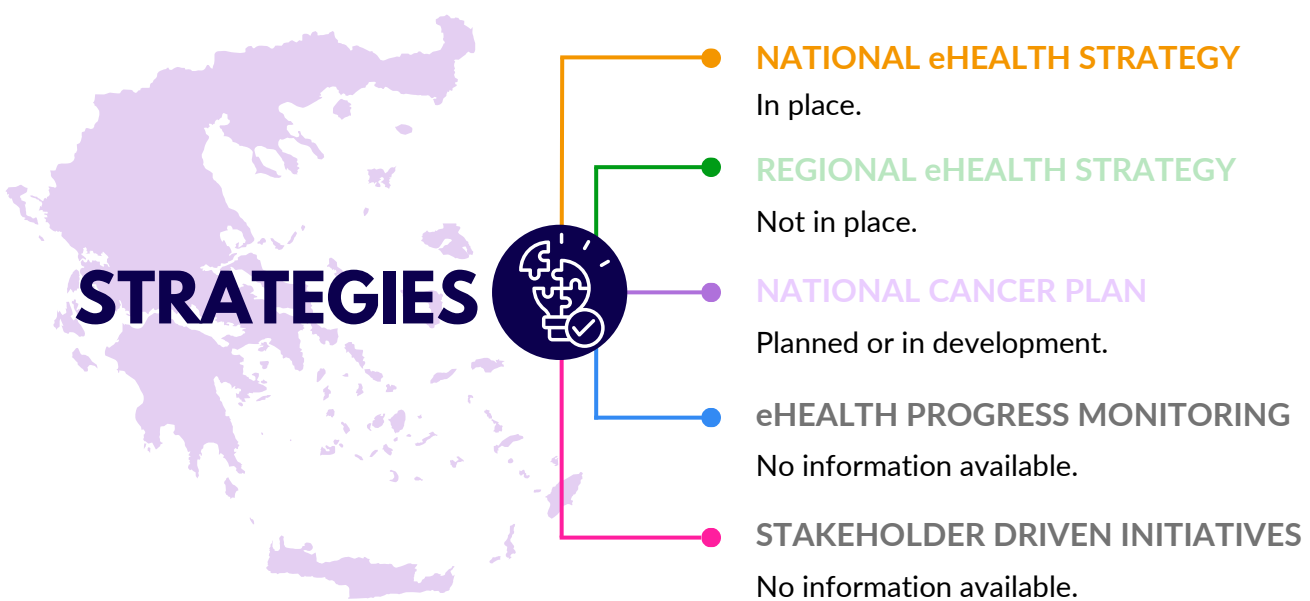 STRATEGIES
NATIONAL eHEALTH STRATEGY
In place.
REGIONAL eHEALTH STRATEGY
Not in place.
NATIONAL CANCER PLAN
Planned or in development.
eHEALTH PROGRESS MONITORING
No information available.
STAKEHOLDER DRIVEN INITIATIVES
No information available.